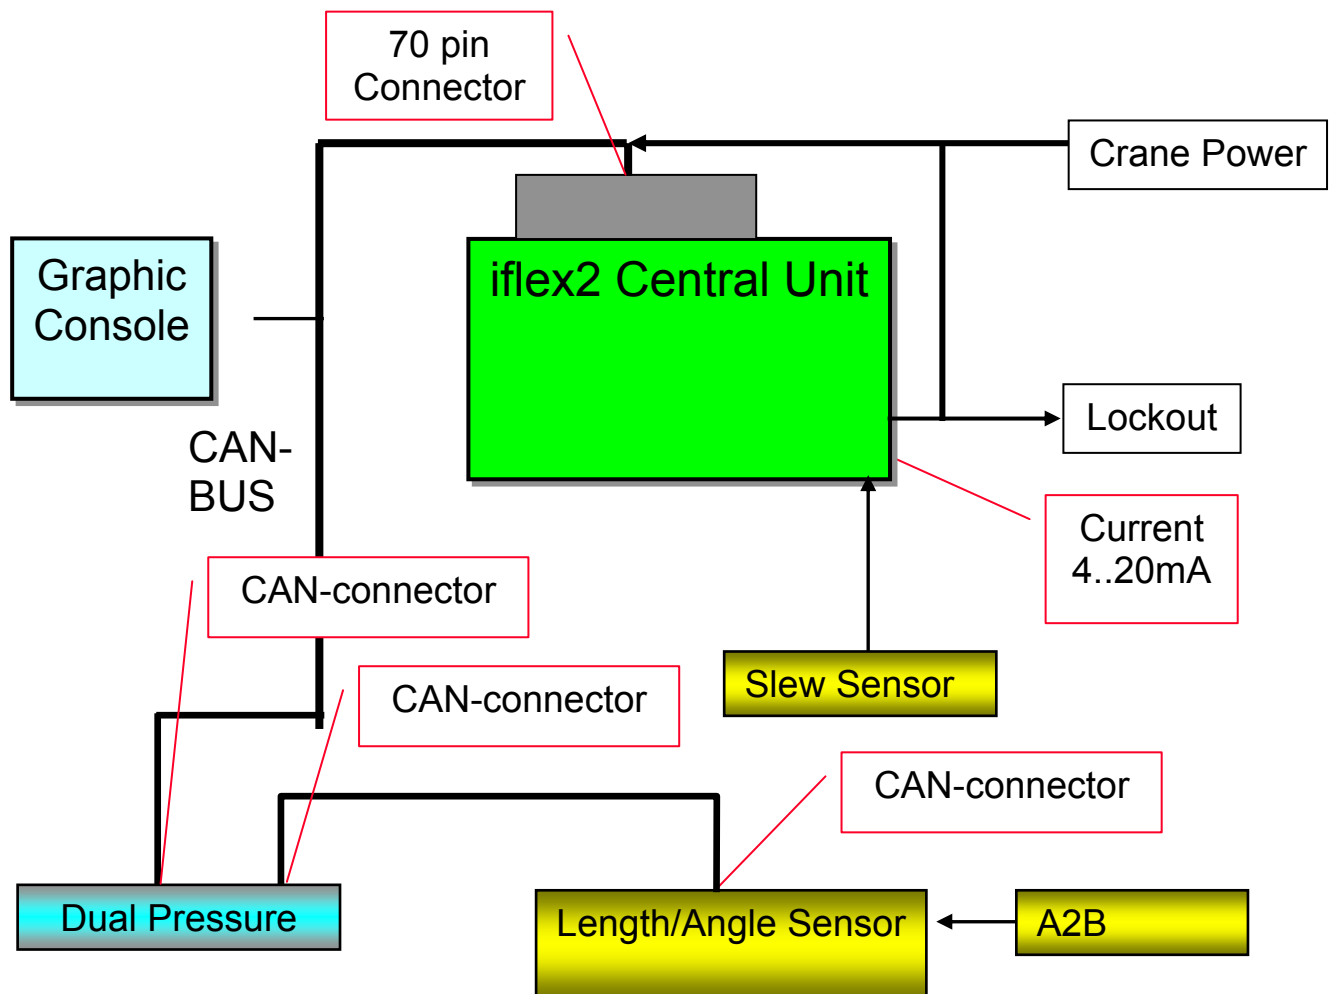 70 pin
Connector
Crane Power
Graphic
Console
iflex2 Central Unit
Lockout
CAN-
BUS
Current
4..20mA
CAN-connector
Slew Sensor
CAN-connector
CAN-connector
Dual Pressure
Length/Angle Sensor
A2B